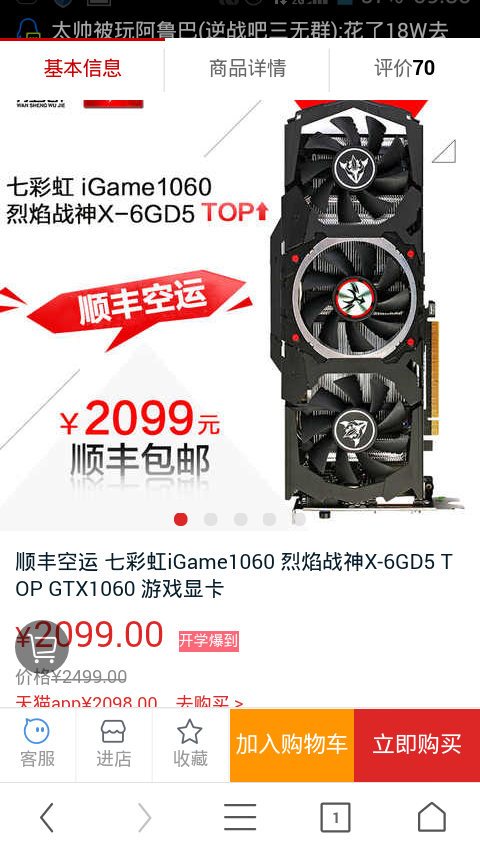 太帅被玩阿鲁巴(逆战吧三无群):花了18W去
基本信息
商品详情
评价70
WAN SHENG WU JIE
七彩虹 iGame1060
烈焰战神X-6GD5 TOP
顺丰空运
¥2099元
顺丰包邮
顺丰空运 七彩虹iGame1060 烈焰战神X-6GD5 T
OP GTX1060 游戏显卡
¥2099.00 开学爆到
价格¥2499.00
天猫app¥2098.00 去购买 >
客服
进店
收藏
加入购物车
立即购买
1